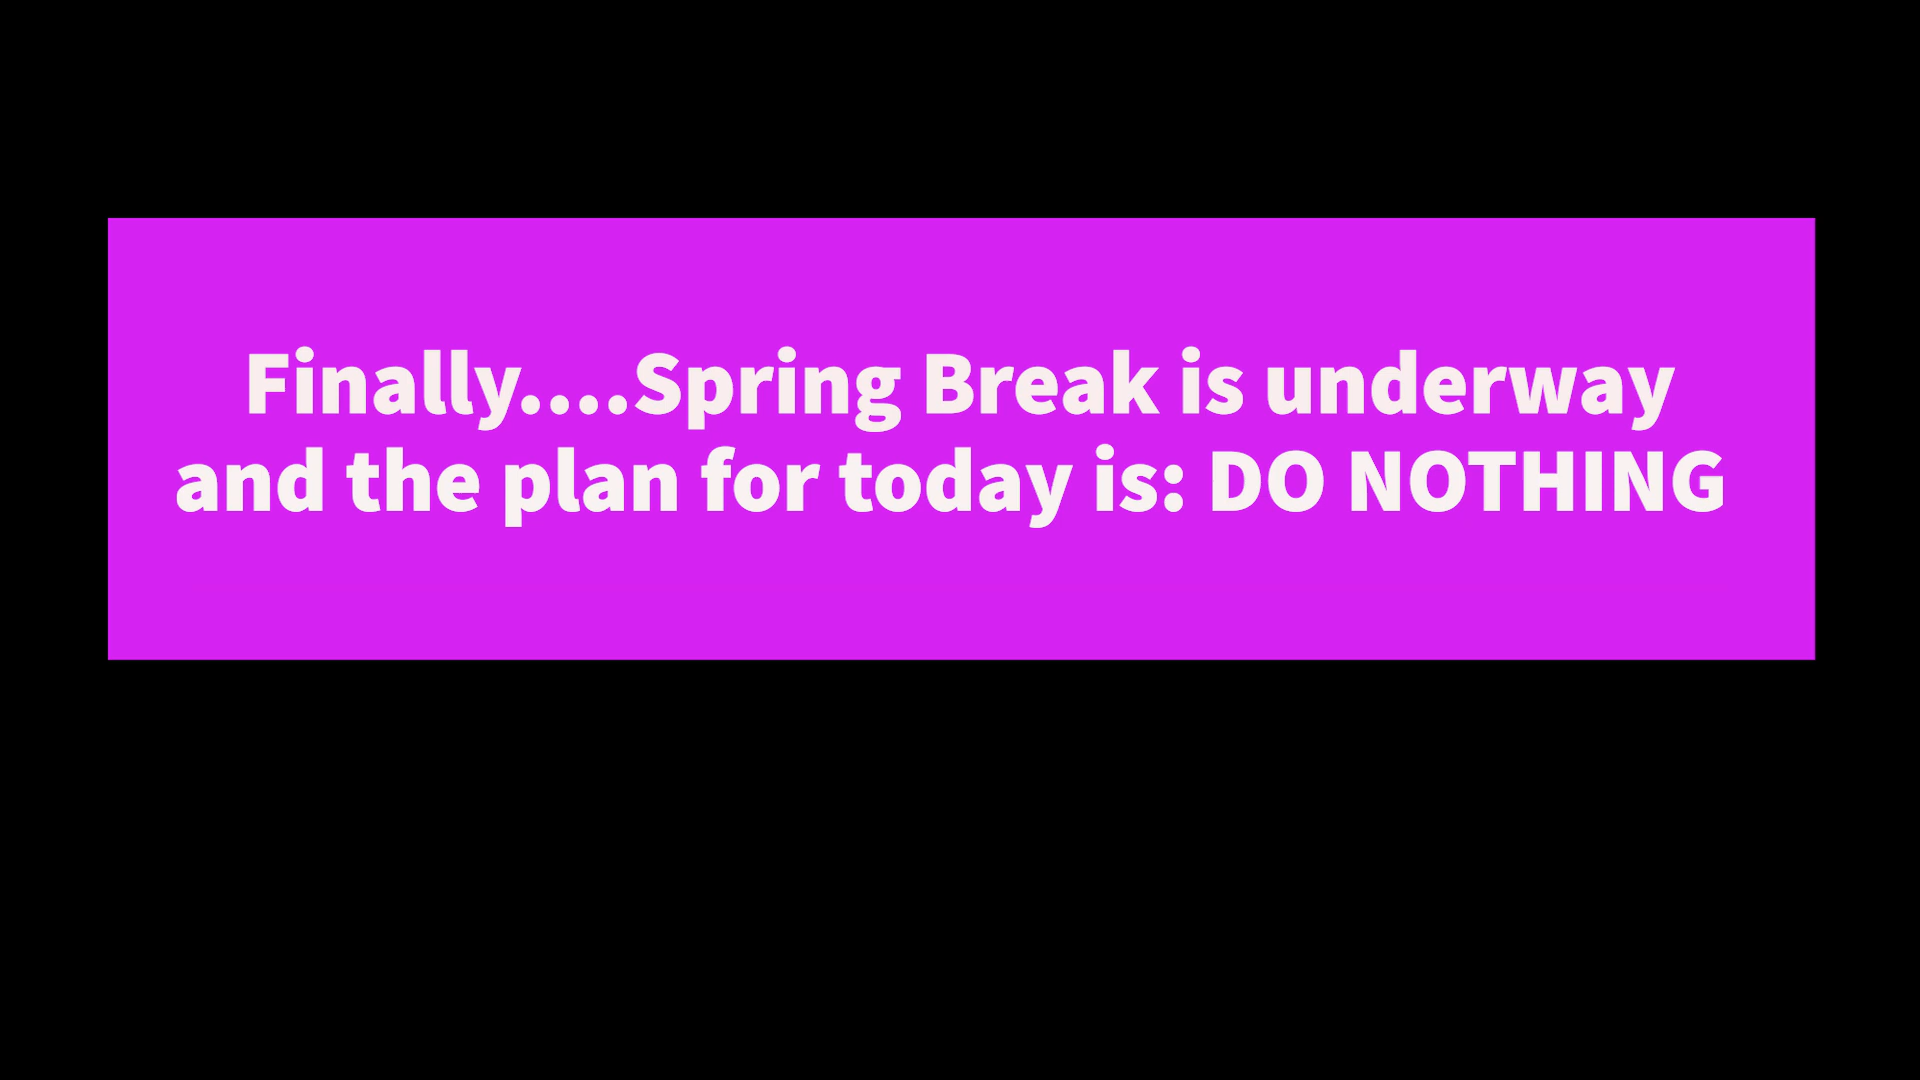 Finally....Spring Break is underway
and the plan for today is: DO NOTHING